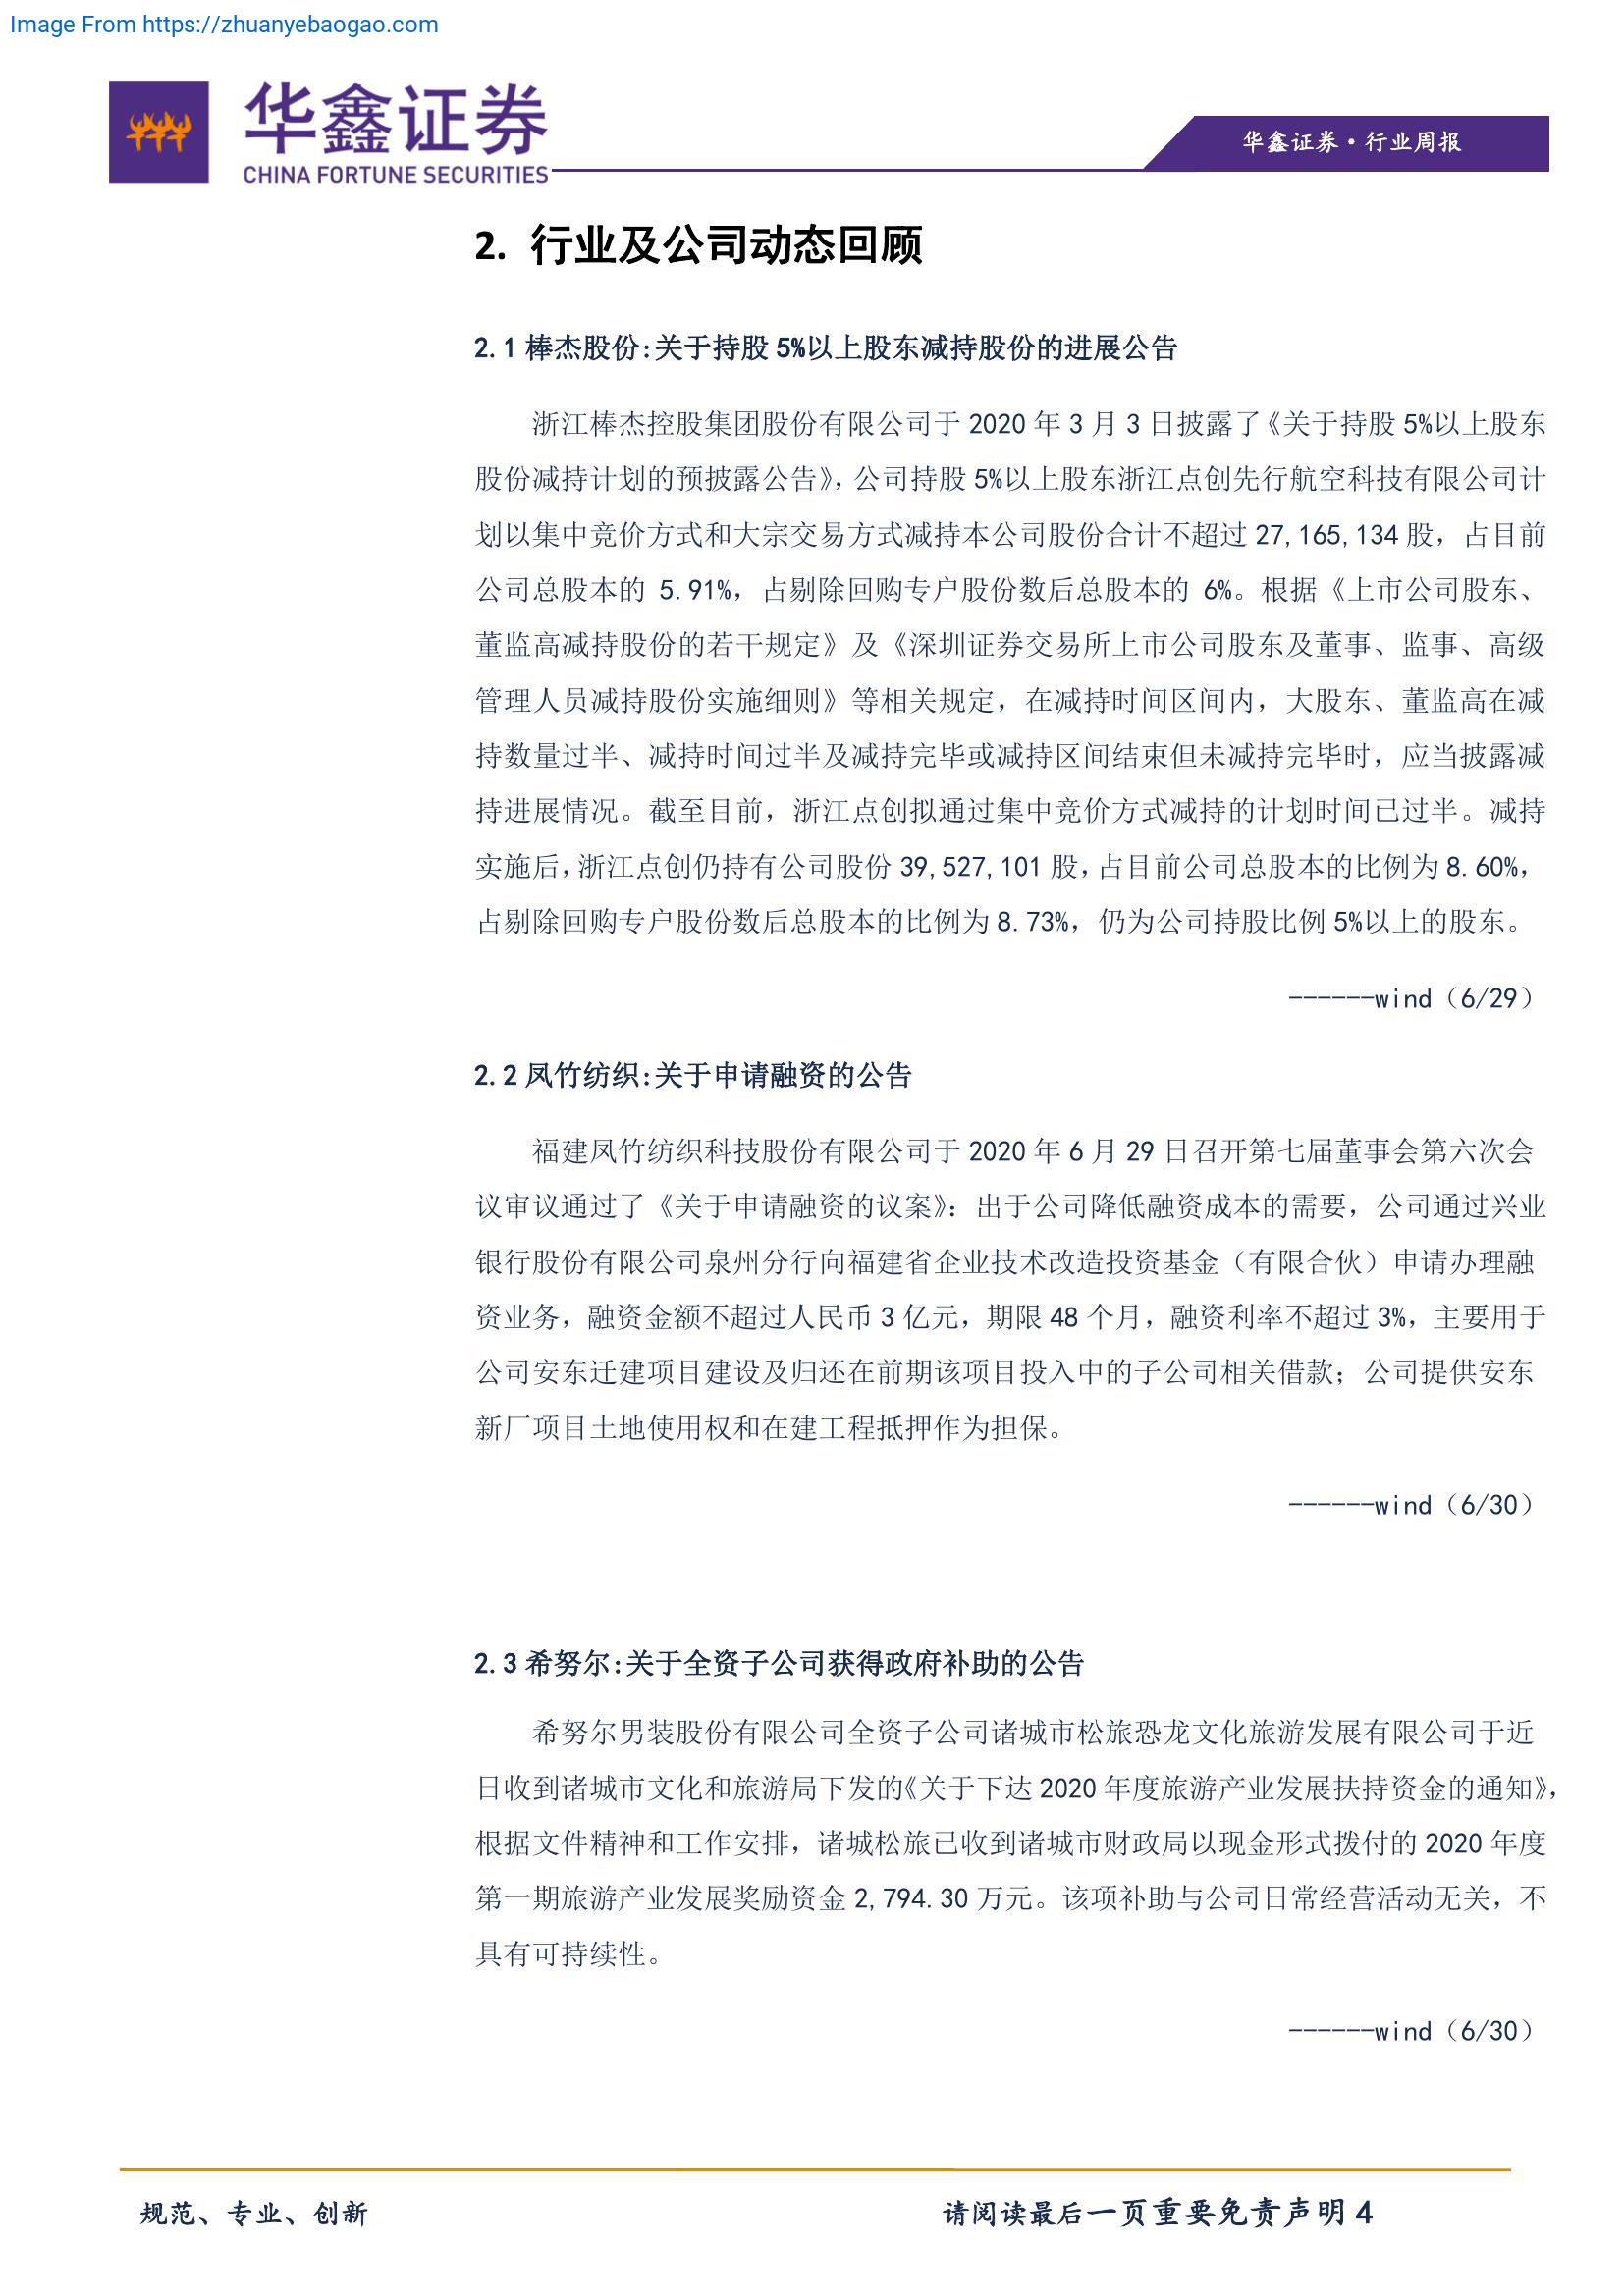 Image From https://zhuanyebaogao.com
华鑫证券
CHINA FORTUNE SECURITIES
华鑫证券·行业周报
2. 行业及公司动态回顾
2.1 棒杰股份:关于持股 5%以上股东减持股份的进展公告
浙江棒杰控股集团股份有限公司于 2020 年 3 月 3 日披露了《关于持股 5%以上股东
股份减持计划的预披露公告》，公司持股 5%以上股东浙江点创先行航空科技有限公司计
划以集中竞价方式和大宗交易方式减持本公司股份合计不超过 27,165,134 股，占目前
公司总股本的 5.91%，占剔除回购专户股份数后总股本的 6%。根据《上市公司股东、
董监高减持股份的若干规定》及《深圳证券交易所上市公司股东及董事、监事、高级
管理人员减持股份实施细则》等相关规定，在减持时间区间内，大股东、董监高在减
持数量过半、减持时间过半及减持完毕或减持区间结束但未减持完毕时，应当披露减
持进展情况。截至目前，浙江点创拟通过集中竞价方式减持的计划时间已过半。减持
实施后，浙江点创仍持有公司股份 39,527,101 股，占目前公司总股本的比例为 8.60%，
占剔除回购专户股份数后总股本的比例为 8.73%，仍为公司持股比例 5%以上的股东。
------wind（6/29）
2.2 凤竹纺织:关于申请融资的公告
福建凤竹纺织科技股份有限公司于 2020 年 6 月 29 日召开第七届董事会第六次会
议审议通过了《关于申请融资的议案》：出于公司降低融资成本的需要，公司通过兴业
银行股份有限公司泉州分行向福建省企业技术改造投资基金（有限合伙）申请办理融
资业务，融资金额不超过人民币 3 亿元，期限 48 个月，融资利率不超过 3%，主要用于
公司安东迁建项目建设及归还在前期该项目投入中的子公司相关借款；公司提供安东
新厂项目土地使用权和在建工程抵押作为担保。
------wind（6/30）
2.3 希努尔:关于全资子公司获得政府补助的公告
希努尔男装股份有限公司全资子公司诸城市松旅恐龙文化旅游发展有限公司于近
日收到诸城市文化和旅游局下发的《关于下达 2020 年度旅游产业发展扶持资金的通知》，
根据文件精神和工作安排，诸城松旅已收到诸城市财政局以现金形式拨付的 2020 年度
第一期旅游产业发展奖励资金 2,794.30 万元。该项补助与公司日常经营活动无关，不
具有可持续性。
------wind（6/30）
规范、专业、创新
请阅读最后一页重要免责声明 4